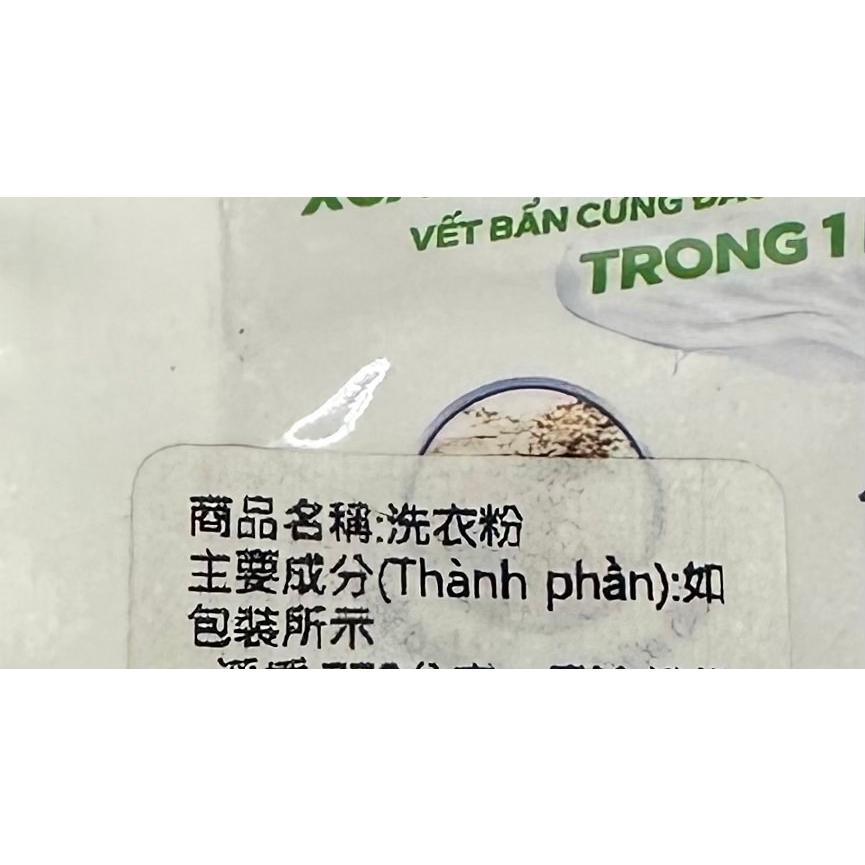 VẾT BẨN CỨNG
TRONG 1
商品名稱:洗衣粉
主要成分(Thành phần):如
包裝所示